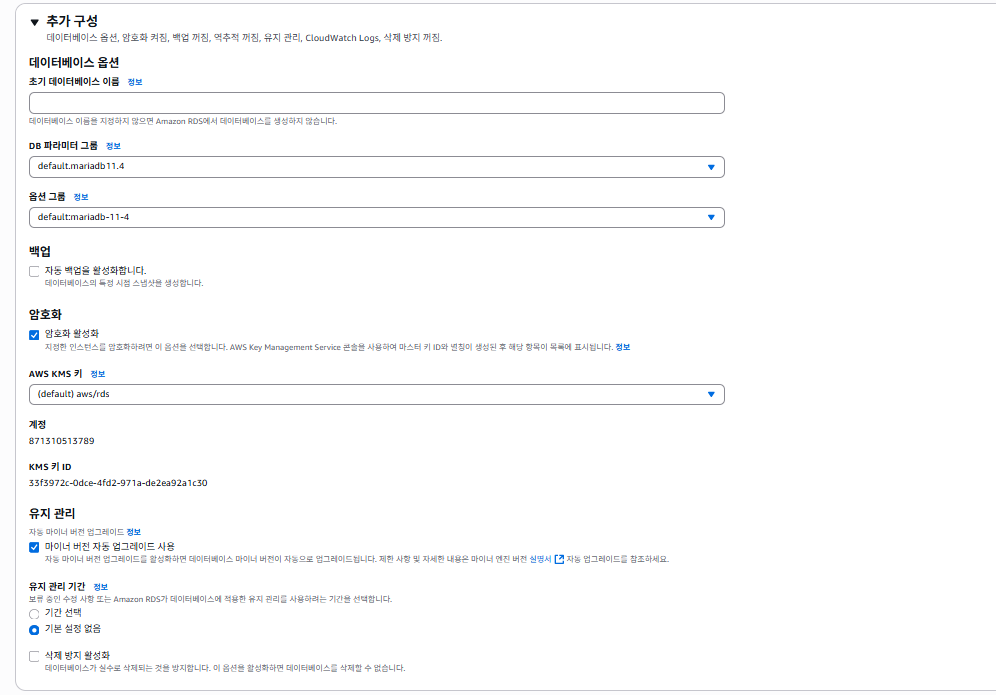 추가 구성
데이터베이스 옵션, 암호화 켜짐, 백업 꺼짐, 역추적 꺼짐, 유지 관리, CloudWatch Logs, 삭제 방지 꺼짐.
데이터베이스 옵션
초기 데이터베이스 이름 정보
데이터베이스 이름을 지정하지 않으면 Amazon RDS에서 데이터베이스를 생성하지 않습니다.
DB 파라미터 그룹 정보
default.mariadb11.4
옵션 그룹 정보
default:mariadb-11-4
백업
자동 백업을 활성화합니다.
데이터베이스의 특정 시점 스냅샷을 생성합니다.
암호화
암호화 활성화
지정한 인스턴스를 암호화하려면 이 옵션을 선택합니다. AWS Key Management Service 콘솔을 사용하여 마스터 키 ID와 별칭이 생성된 후 해당 항목이 목록에 표시됩니다. 정보
AWS KMS 키 정보
(default) aws/rds
계정
871310513789
KMS 키 ID
33f3972c-0dce-4fd2-971a-de2ea92a1c30
유지 관리
자동 마이너 버전 업그레이드 정보
마이너 버전 자동 업그레이드 사용
자동 마이너 버전 업그레이드를 활성화하면 데이터베이스 마이너 버전이 자동으로 업그레이드됩니다. 제한 사항 및 자세한 내용은 마이너 엔진 버전 설명서 자동 업그레이드를 참조하세요.
유지 관리 기간 정보
보류 중인 수정 사항 또는 Amazon RDS가 데이터베이스에 적용한 유지 관리를 사용하려는 기간을 선택합니다.
기간 선택
기본 설정 없음
삭제 방지 활성화
데이터베이스가 실수로 삭제되는 것을 방지합니다. 이 옵션을 활성화하면 데이터베이스를 삭제할 수 없습니다.